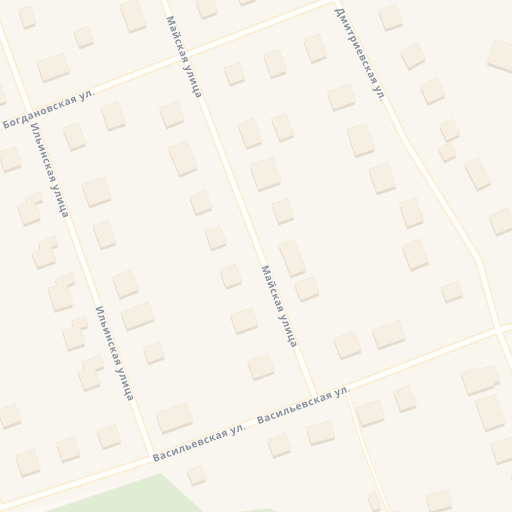 Майская улица
Дмитриевская ул.
Богдановская ул.
Ильинская улица
Майская улица
Ильинская улица
Васильевская ул.
Васильевская ул.